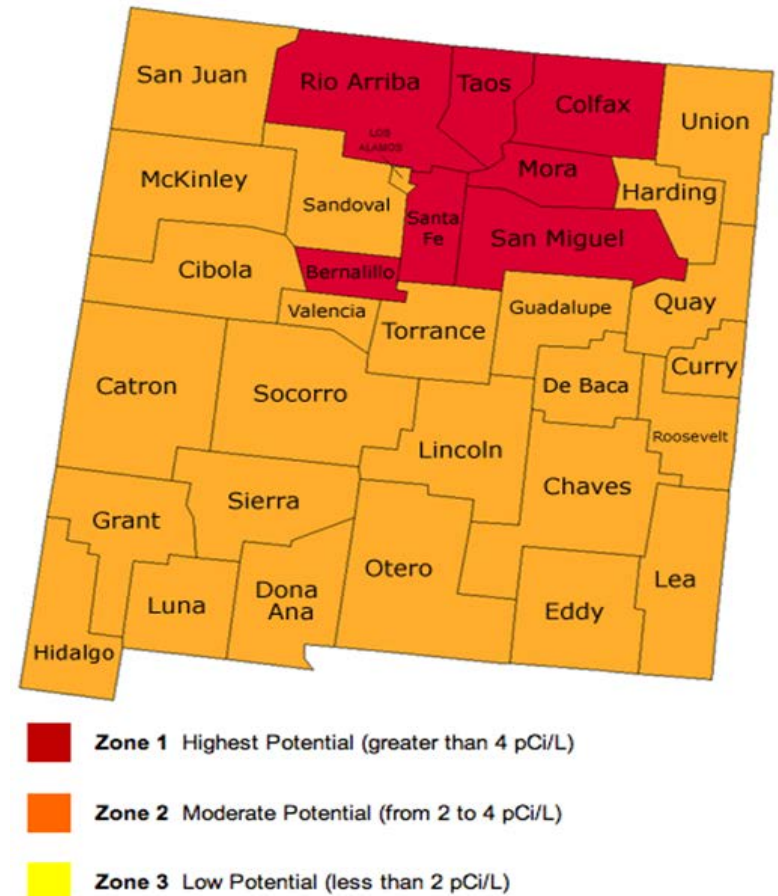 San Juan
Rio Arriba
Taos
Colfax
Union
LOS
ALAMOS
McKinley
Mora
Harding
Sandoval
Santa
Fe
San Miguel
Cibola
Bernalillo
Valencia
Torrance
Guadalupe
Quay
Curry
De Baca
Catron
Socorro
Lincoln
Roosevelt
Chaves
Sierra
Grant
Otero
Lea
Dona
Ana
Luna
Eddy
Hidalgo
Zone 1 Highest Potential (greater than 4 pCi/L)
Zone 2 Moderate Potential (from 2 to 4 pCi/L)
Zone 3 Low Potential (less than 2 pCi/L)